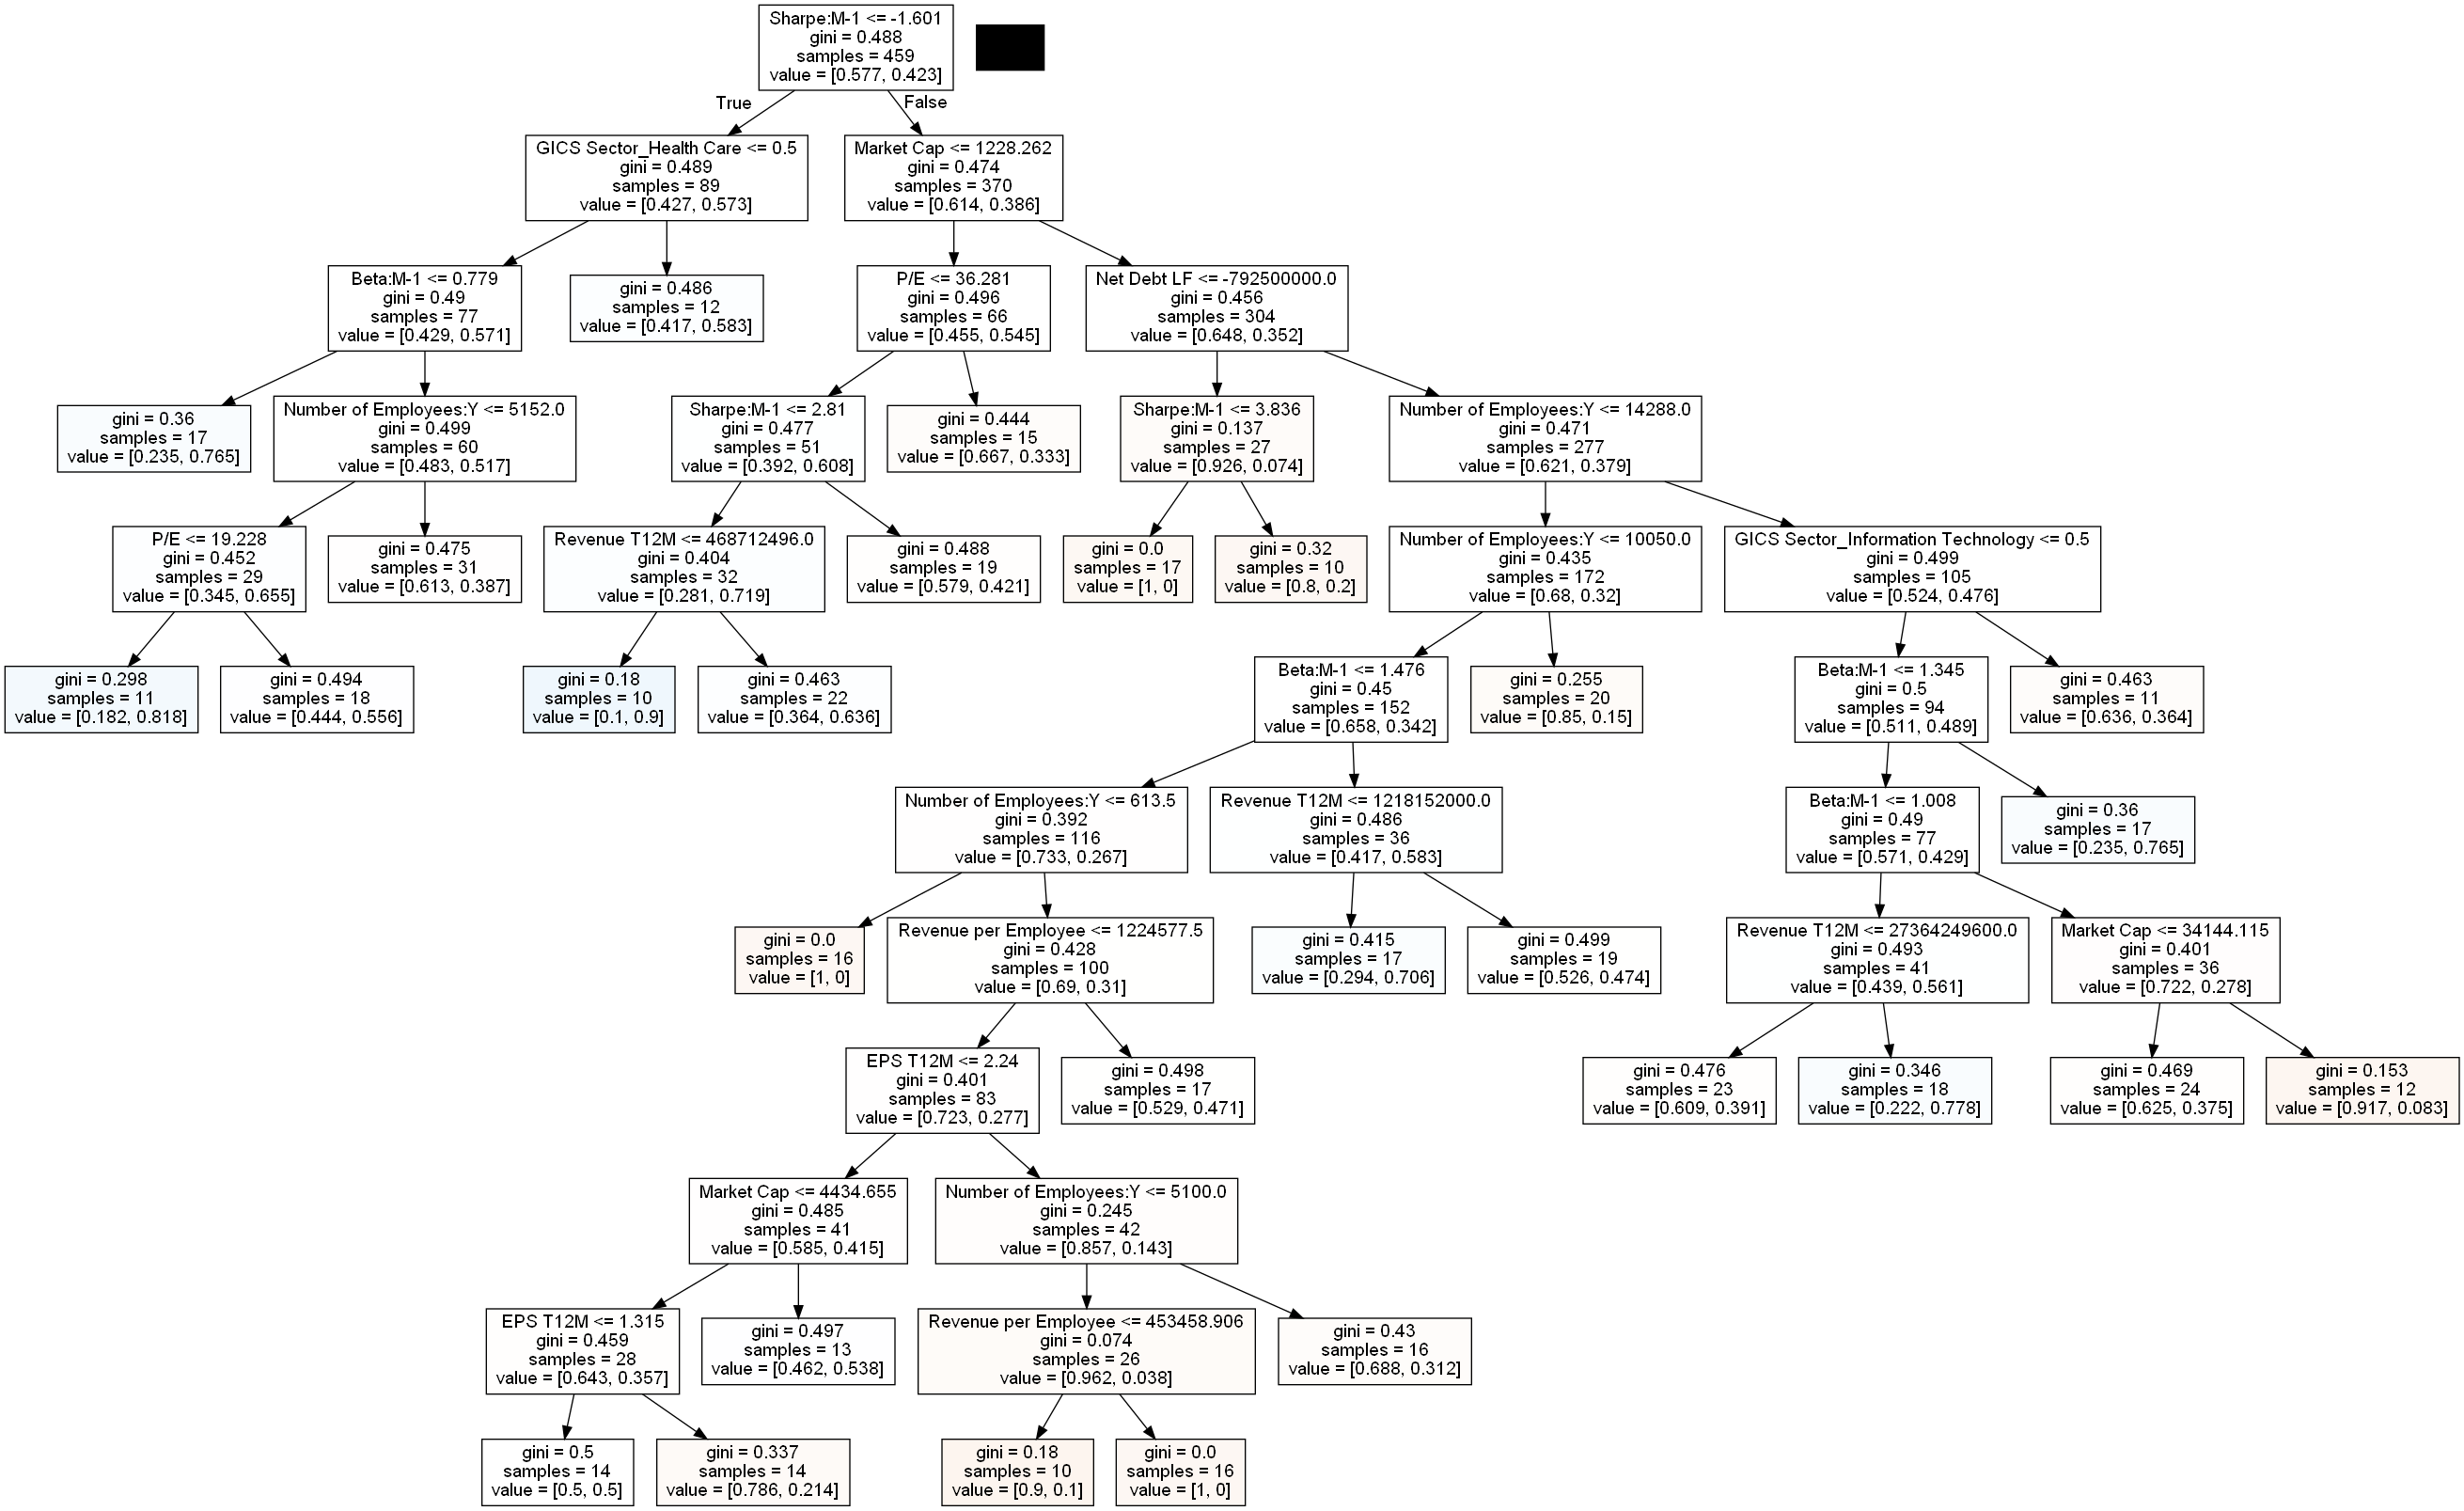 Sharpe:M-1 <= -1.601
gini = 0.488
samples = 459
value = [0.577, 0.423]
True
False
GICS Sector_Health Care <= 0.5
gini = 0.489
samples = 89
value = [0.427, 0.573]
Market Cap <= 1228.262
gini = 0.474
samples = 370
value = [0.614, 0.386]
Beta:M-1 <= 0.779
gini = 0.49
samples = 77
value = [0.429, 0.571]
gini = 0.486
samples = 12
value = [0.417, 0.583]
P/E <= 36.281
gini = 0.496
samples = 66
value = [0.455, 0.545]
Net Debt LF <= -792500000.0
gini = 0.456
samples = 304
value = [0.648, 0.352]
gini = 0.36
samples = 17
value = [0.235, 0.765]
Number of Employees:Y <= 5152.0
gini = 0.499
samples = 60
value = [0.483, 0.517]
Sharpe:M-1 <= 2.81
gini = 0.477
samples = 51
value = [0.392, 0.608]
gini = 0.444
samples = 15
value = [0.667, 0.333]
Sharpe:M-1 <= 3.836
gini = 0.137
samples = 27
value = [0.926, 0.074]
Number of Employees:Y <= 14288.0
gini = 0.471
samples = 277
value = [0.621, 0.379]
P/E <= 19.228
gini = 0.452
samples = 29
value = [0.345, 0.655]
gini = 0.475
samples = 31
value = [0.613, 0.387]
Revenue T12M <= 468712496.0
gini = 0.404
samples = 32
value = [0.281, 0.719]
gini = 0.488
samples = 19
value = [0.579, 0.421]
gini = 0.0
samples = 17
value = [1, 0]
gini = 0.32
samples = 10
value = [0.8, 0.2]
Number of Employees:Y <= 10050.0
gini = 0.435
samples = 172
value = [0.68, 0.32]
GICS Sector_Information Technology <= 0.5
gini = 0.499
samples = 105
value = [0.524, 0.476]
gini = 0.298
samples = 11
value = [0.182, 0.818]
gini = 0.494
samples = 18
value = [0.444, 0.556]
gini = 0.18
samples = 10
value = [0.1, 0.9]
gini = 0.463
samples = 22
value = [0.364, 0.636]
Beta:M-1 <= 1.476
gini = 0.45
samples = 152
value = [0.658, 0.342]
gini = 0.255
samples = 20
value = [0.85, 0.15]
Beta:M-1 <= 1.345
gini = 0.5
samples = 94
value = [0.511, 0.489]
gini = 0.463
samples = 11
value = [0.636, 0.364]
Number of Employees:Y <= 613.5
gini = 0.392
samples = 116
value = [0.733, 0.267]
Revenue T12M <= 1218152000.0
gini = 0.486
samples = 36
value = [0.417, 0.583]
Beta:M-1 <= 1.008
gini = 0.49
samples = 77
value = [0.571, 0.429]
gini = 0.36
samples = 17
value = [0.235, 0.765]
gini = 0.0
samples = 16
value = [1, 0]
Revenue per Employee <= 1224577.5
gini = 0.428
samples = 100
value = [0.69, 0.31]
gini = 0.415
samples = 17
value = [0.294, 0.706]
gini = 0.499
samples = 19
value = [0.526, 0.474]
Revenue T12M <= 27364249600.0
gini = 0.493
samples = 41
value = [0.439, 0.561]
Market Cap <= 34144.115
gini = 0.401
samples = 36
value = [0.722, 0.278]
EPS T12M <= 2.24
gini = 0.401
samples = 83
value = [0.723, 0.277]
gini = 0.498
samples = 17
value = [0.529, 0.471]
gini = 0.476
samples = 23
value = [0.609, 0.391]
gini = 0.346
samples = 18
value = [0.222, 0.778]
gini = 0.469
samples = 24
value = [0.625, 0.375]
gini = 0.153
samples = 12
value = [0.917, 0.083]
Market Cap <= 4434.655
gini = 0.485
samples = 41
value = [0.585, 0.415]
Number of Employees:Y <= 5100.0
gini = 0.245
samples = 42
value = [0.857, 0.143]
EPS T12M <= 1.315
gini = 0.459
samples = 28
value = [0.643, 0.357]
gini = 0.497
samples = 13
value = [0.462, 0.538]
Revenue per Employee <= 453458.906
gini = 0.074
samples = 26
value = [0.962, 0.038]
gini = 0.43
samples = 16
value = [0.688, 0.312]
gini = 0.5
samples = 14
value = [0.5, 0.5]
gini = 0.337
samples = 14
value = [0.786, 0.214]
gini = 0.18
samples = 10
value = [0.9, 0.1]
gini = 0.0
samples = 16
value = [1, 0]